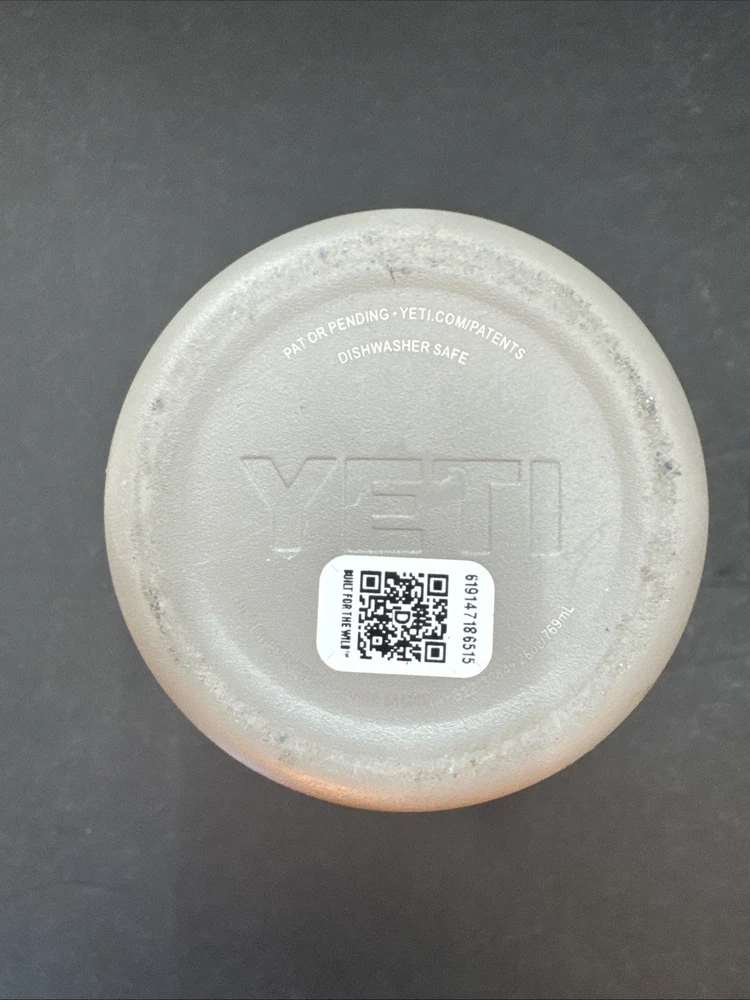 PAT OR PENDING • YETI.COM/PATENTS
DISHWASHER SAFE
YETI
BUILT FOR THE WILD™
619147186515
26oz/769mL